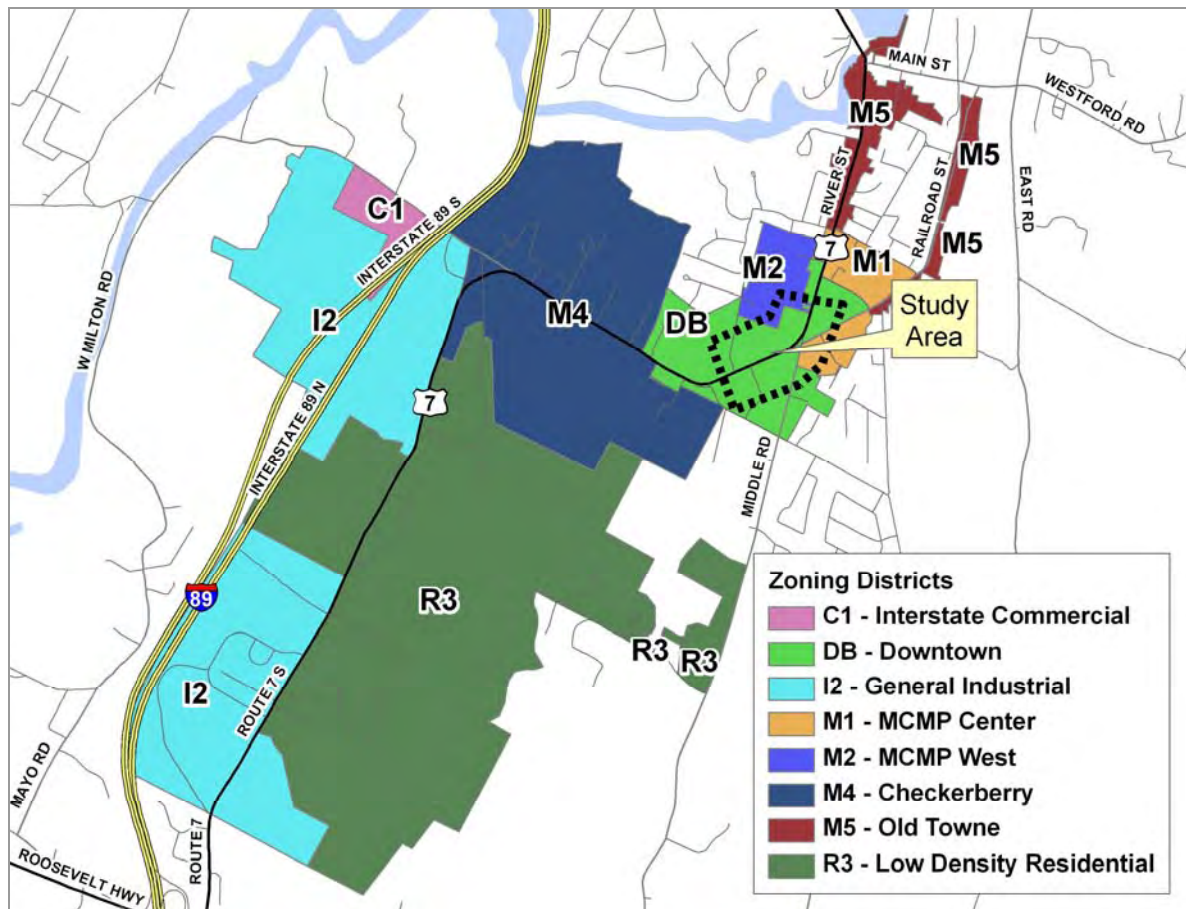 MAIN ST
WESTFORD RD
M5
M5
C1
INTERSTATE 89 S
RIVER ST
RAILROAD ST
EAST RD
M5
7
M1
M2
W MILTON RD
M4
DB
Study
Area
I2
7
INTERSTATE 89 N
MIDDLE RD
89
R3
R3
R3
I2
ROUTE 7 S
MAYO RD
ROUTE 7
ROOSEVELT HWY
Zoning Districts
C1 - Interstate Commercial
DB - Downtown
I2 - General Industrial
M1 - MCMP Center
M2 - MCMP West
M4 - Checkerberry
M5 - Old Towne
R3 - Low Density Residential